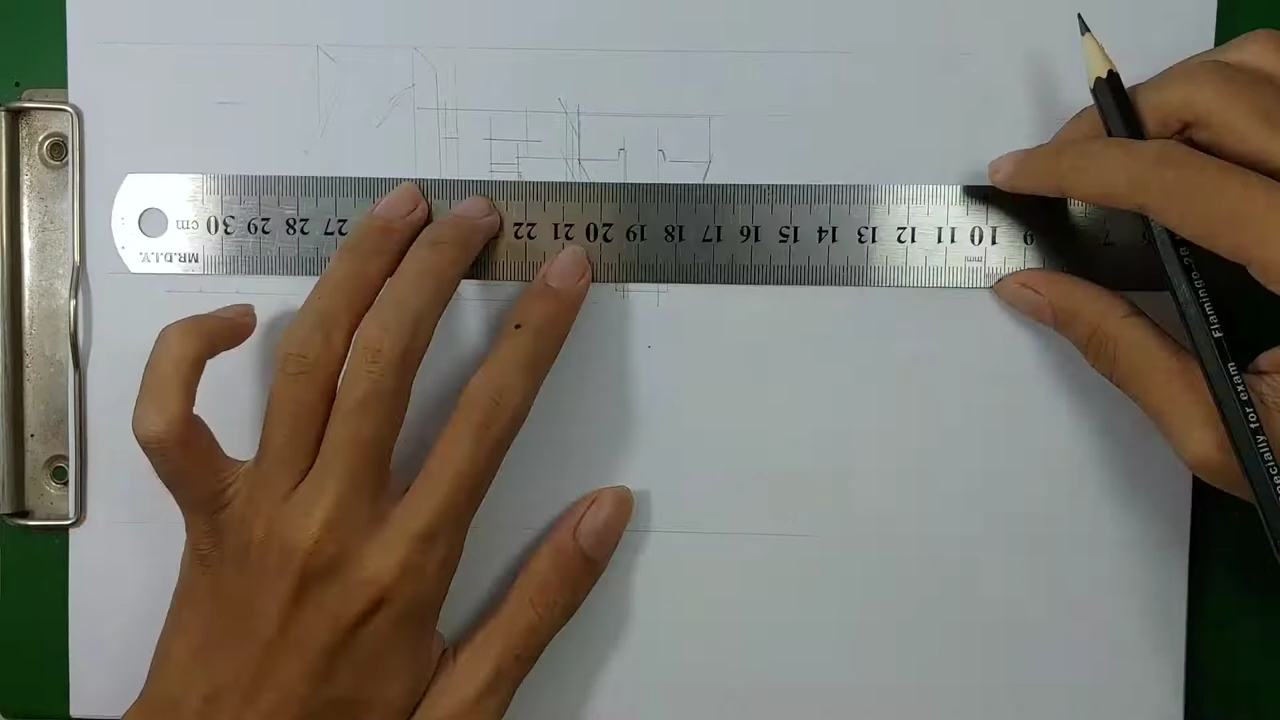 cm 30 29 28 27 22 21 20 19 18 17 16 15 14 13 12 11 10 9 7
mm
MR.D.I.Y.
Flamingo-2B
specially for exam